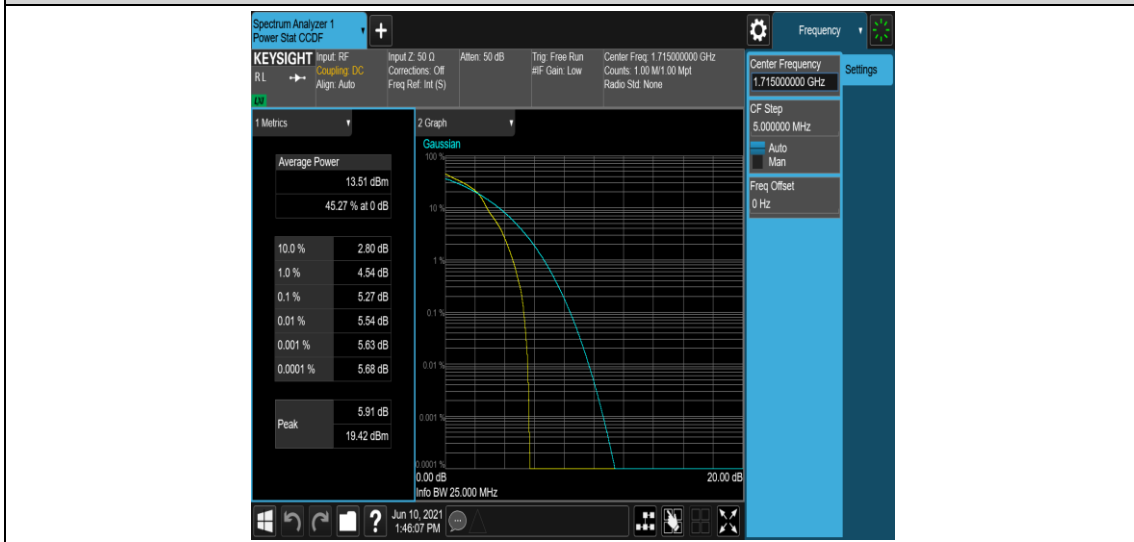 Spectrum Analyzer 1
Power Stat CCDF
+
Frequency
KEYSIGHT
RL
LNI
Input: RF
Coupling: DC
Align: Auto
Input Z: 50 Ω
Corrections: Off
Freq Ref: Int (S)
Atten: 50 dB
Trig: Free Run
#IF Gain: Low
Center Freq: 1.715000000 GHz
Counts: 1.00 M/1.00 Mpt
Radio Std: None
Center Frequency
1.715000000 GHz
Settings
CF Step
5.000000 MHz
Auto
Man
Freq Offset
0 Hz
1 Metrics
Average Power
13.51 dBm
45.27 % at 0 dB
10.0 % 2.80 dB
1.0 % 4.54 dB
0.1 % 5.27 dB
0.01 % 5.54 dB
0.001 % 5.63 dB
0.0001 % 5.68 dB
Peak
5.91 dB
19.42 dBm
2 Graph
Gaussian
100 %
10 %
1 %
0.1 %
0.01 %
0.001 %
0.0001 %
0.00 dB 20.00 dB
Info BW 25.000 MHz
?
Jun 10, 2021
1:46:07 PM